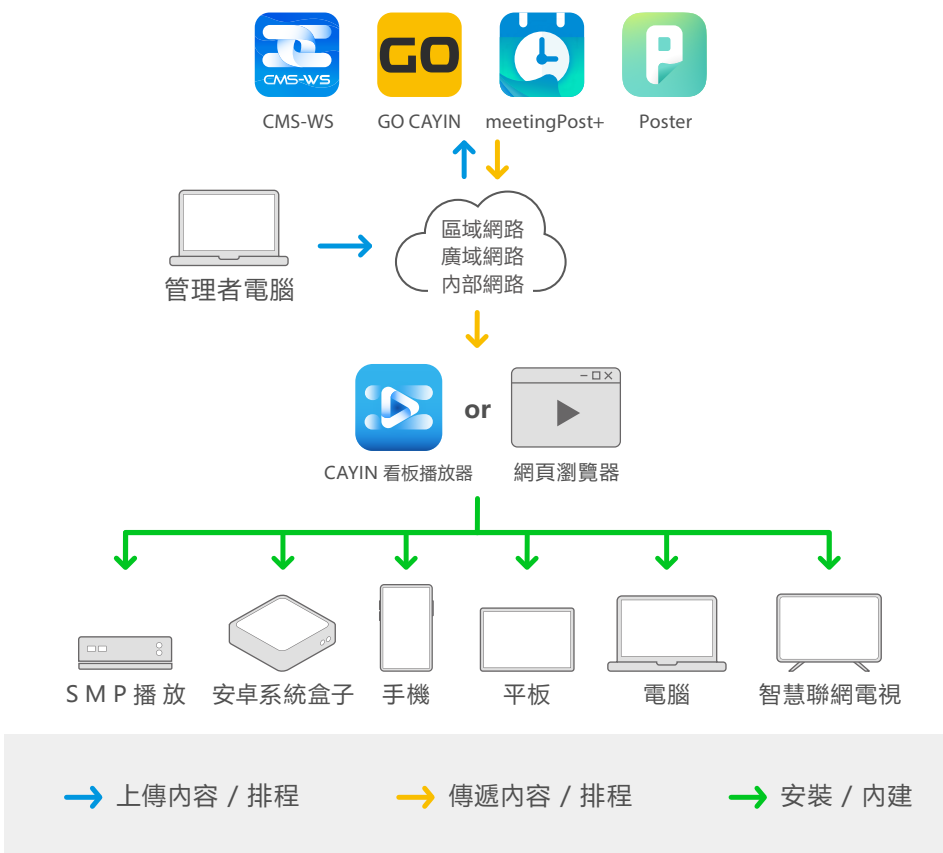 CMS-WS
GO
P
CMS-WS GO CAYIN meetingPost+ Poster
區域網路
廣域網路
內部網路
管理者電腦
or
CAYIN 看板播放器 網頁瀏覽器
S M P 播 放 安卓系統盒子 手機 平板 電腦 智慧聯網電視
上傳內容 / 排程 傳遞內容 / 排程 安裝 / 內建